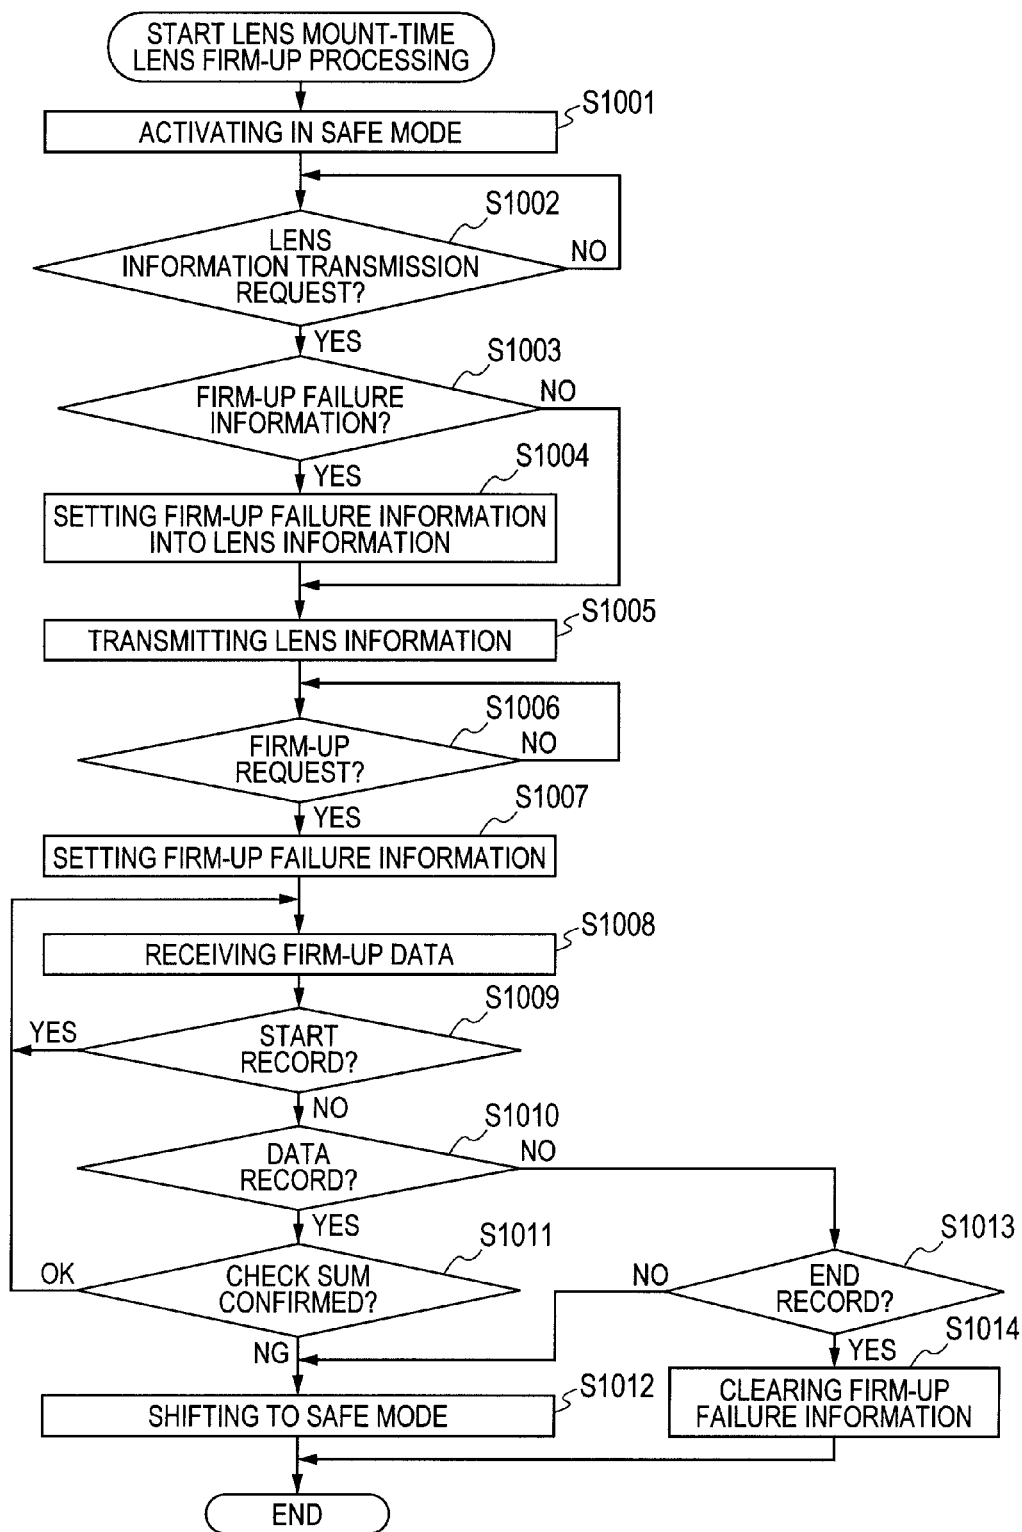 START LENS MOUNT-TIME
LENS FIRM-UP PROCESSING
S1001
ACTIVATING IN SAFE MODE
S1002
LENS
INFORMATION TRANSMISSION
REQUEST?
NO
YES
S1003
FIRM-UP FAILURE
INFORMATION?
NO
YES
S1004
SETTING FIRM-UP FAILURE INFORMATION
INTO LENS INFORMATION
S1005
TRANSMITTING LENS INFORMATION
S1006
FIRM-UP
REQUEST?
NO
YES
S1007
SETTING FIRM-UP FAILURE INFORMATION
S1008
RECEIVING FIRM-UP DATA
S1009
START
RECORD?
YES
NO
S1010
DATA
RECORD?
NO
YES
S1011
CHECK SUM
CONFIRMED?
OK
NG
S1013
END
RECORD?
NO
YES
S1012
SHIFTING TO SAFE MODE
S1014
CLEARING FIRM-UP
FAILURE INFORMATION
END